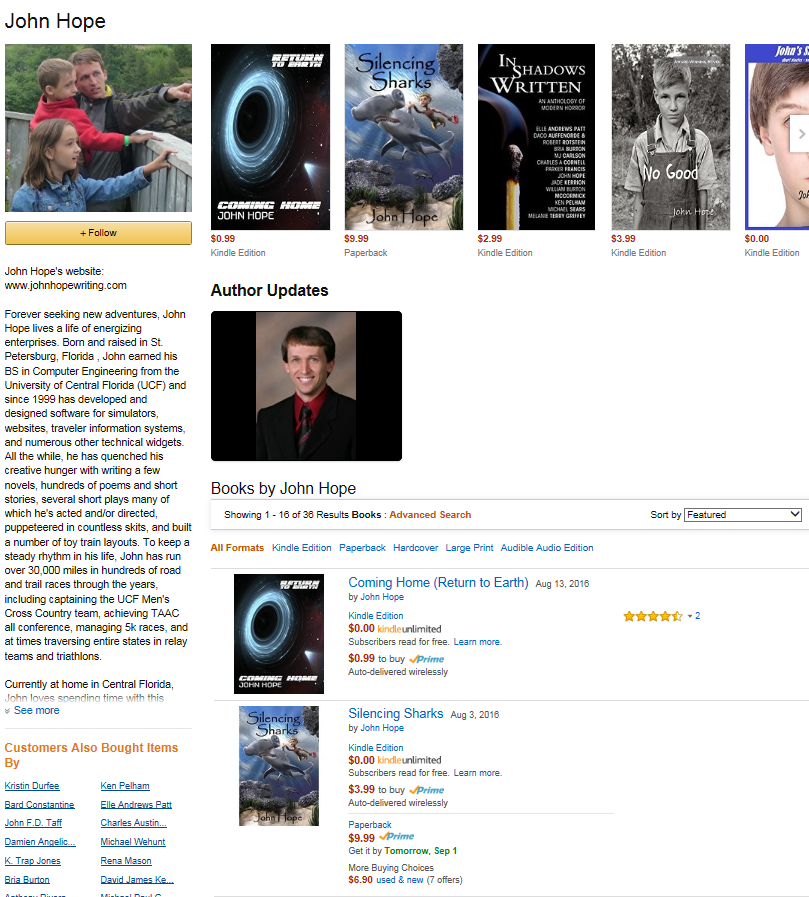 John Hope
RETURN
TO EARTH
COMING HOME
JOHN HOPE
$0.99
Kindle Edition
Silencing
Sharks
John Hope
$9.99
Paperback
IN
SHADOWS
WRITTEN
AN ANTHOLOGY OF
MODERN HORROR
ELLE ANDREWS PATT
DACO AUFFENORDE &
ROBERT ROTSTEIN
BRIA BURTON
MJ CARLSON
CHARLES A CORNELL
PARKER FRANCIS
JOHN HOPE
JADE KERRION
WILLIAM BURTON
MCCORMICK
KEN PELHAM
MICHAEL SEARS
MELANIE TERRY GRIFFEY
$2.99
Kindle Edition
No Good
John Hope
$3.99
Kindle Edition
John's
$0.00
Kindle Edition
+ Follow
John Hope's website:
www.johnhopewriting.com
Forever seeking new adventures, John
Hope lives a life of energizing
enterprises. Born and raised in St.
Petersburg, Florida , John earned his
BS in Computer Engineering from the
University of Central Florida (UCF) and
since 1999 has developed and
designed software for simulators,
websites, traveler information systems,
and numerous other technical widgets.
All the while, he has quenched his
creative hunger with writing a few
novels, hundreds of poems and short
stories, several short plays many of
which he's acted and/or directed,
puppeteered in countless skits, and built
a number of toy train layouts. To keep a
steady rhythm in his life, John has run
over 30,000 miles in hundreds of road
and trail races through the years,
including captaining the UCF Men's
Cross Country team, achieving TAAC
all conference, managing 5k races, and
at times traversing entire states in relay
teams and triathlons.
Currently at home in Central Florida,
John loves spending time with this
See more
Customers Also Bought Items
By
Kristin Durfee
Ken Pelham
Bard Constantine
Elle Andrews Patt
John F.D. Taff
Charles Austin...
Damien Angelic...
Michael Wehunt
K. Trap Jones
Rena Mason
Bria Burton
David James Ke...
Author Updates
Books by John Hope
Showing 1 - 16 of 36 Results Books : Advanced Search
Sort by Featured
All Formats Kindle Edition Paperback Hardcover Large Print Audible Audio Edition
RETURN
TO EARTH
COMING HOME
JOHN HOPE
Coming Home (Return to Earth) Aug 13, 2016
by John Hope
Kindle Edition
2
$0.00 kindleunlimited
Subscribers read for free. Learn more.
$0.99 to buy Prime
Auto-delivered wirelessly
Silencing
Sharks
John Hope
Silencing Sharks Aug 3, 2016
by John Hope
Kindle Edition
$0.00 kindleunlimited
Subscribers read for free. Learn more.
$3.99 to buy Prime
Auto-delivered wirelessly
Paperback
$9.99 Prime
Get it by Tomorrow, Sep 1
More Buying Choices
$6.90 used & new (7 offers)